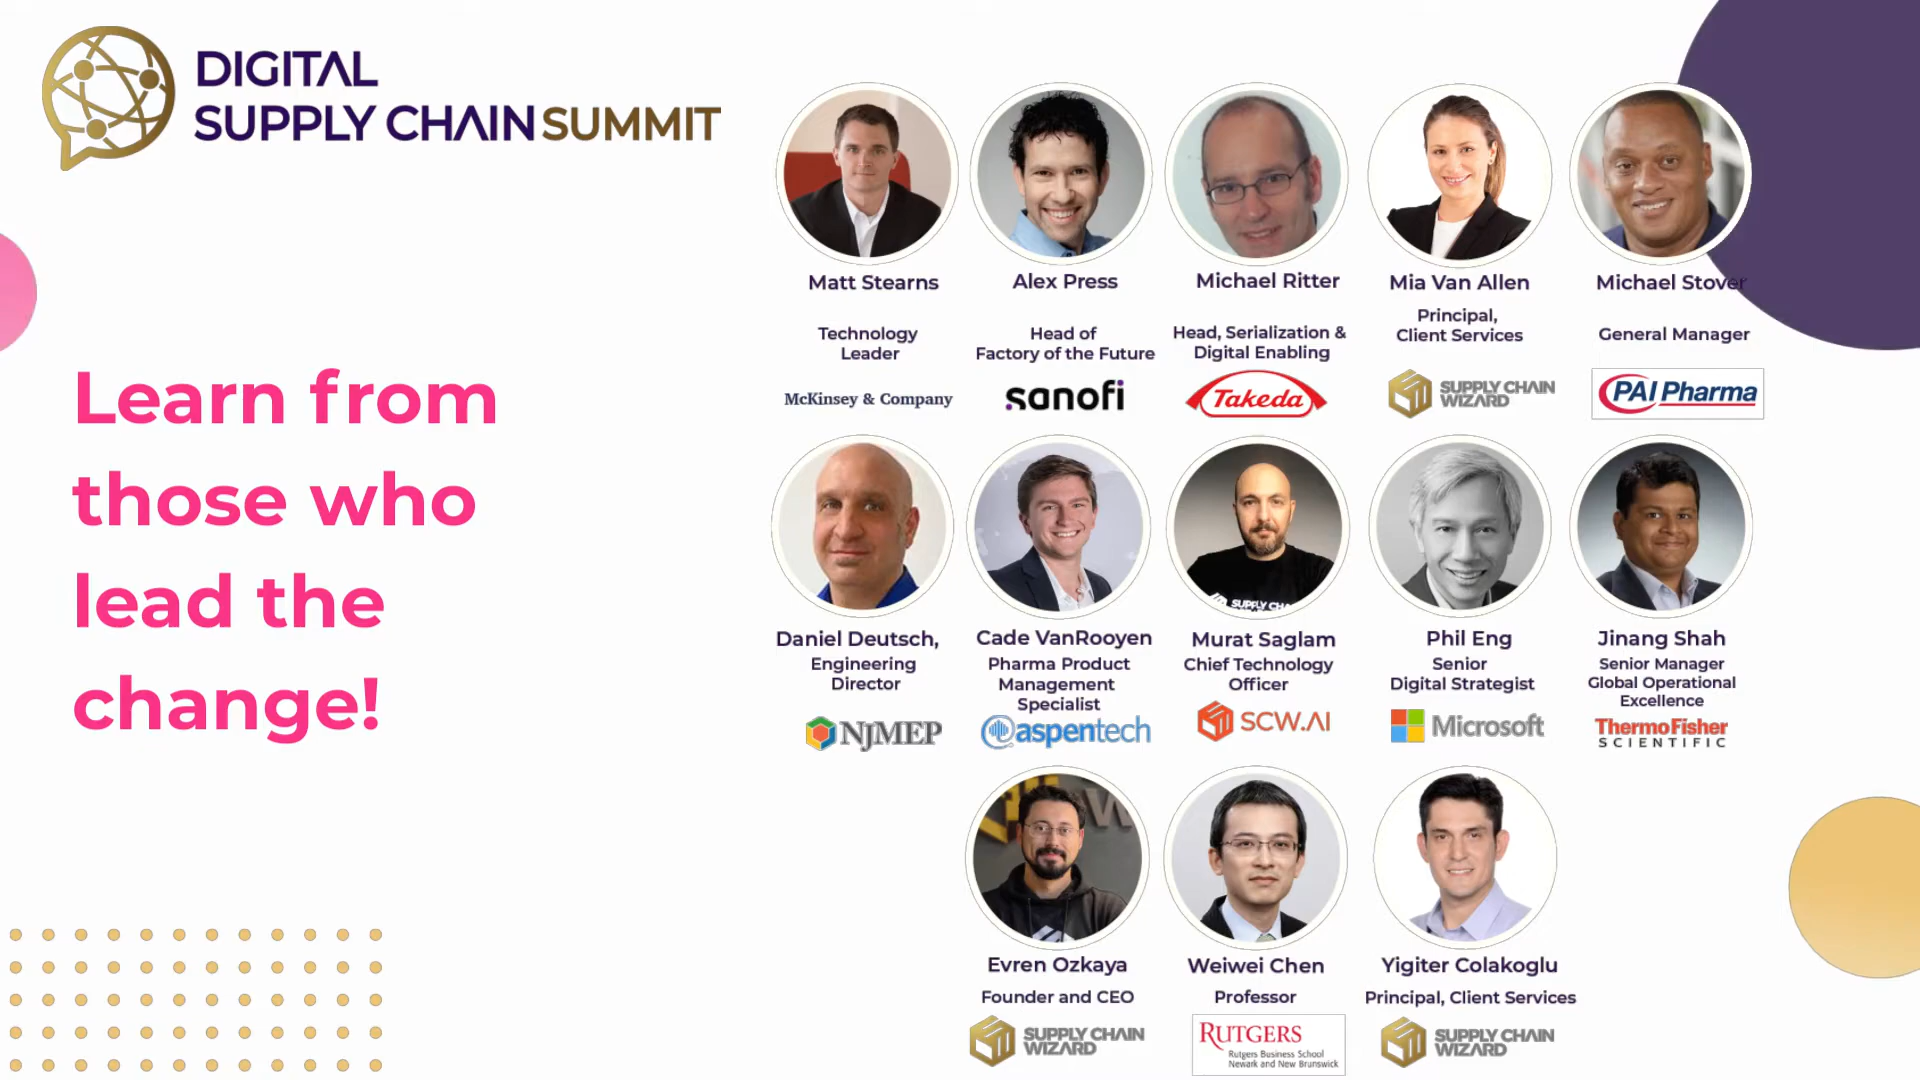 DIGITAL
SUPPLY CHAIN SUMMIT
Learn from
those who
lead the
change!
Matt Stearns
Technology
Leader
McKinsey & Company
Alex Press
Head of
Factory of the Future
sanofi
Michael Ritter
Head, Serialization &
Digital Enabling
Takeda
Mia Van Allen
Principal,
Client Services
SUPPLY CHAIN
WIZARD
Michael Stover
General Manager
PAI Pharma
Daniel Deutsch,
Engineering
Director
NJMEP
Cade VanRooyen
Pharma Product
Management
Specialist
aspentech
SUPPLY CHA
Murat Saglam
Chief Technology
Officer
SCW.AI
Phil Eng
Senior
Digital Strategist
Microsoft
Jinang Shah
Senior Manager
Global Operational
Excellence
ThermoFisher
SCIENTIFIC
Evren Ozkaya
Founder and CEO
SUPPLY CHAIN
WIZARD
Weiwei Chen
Professor
RUTGERS
Rutgers Business School
Newark and New Brunswick
Yigiter Colakoglu
Principal, Client Services
SUPPLY CHAIN
WIZARD